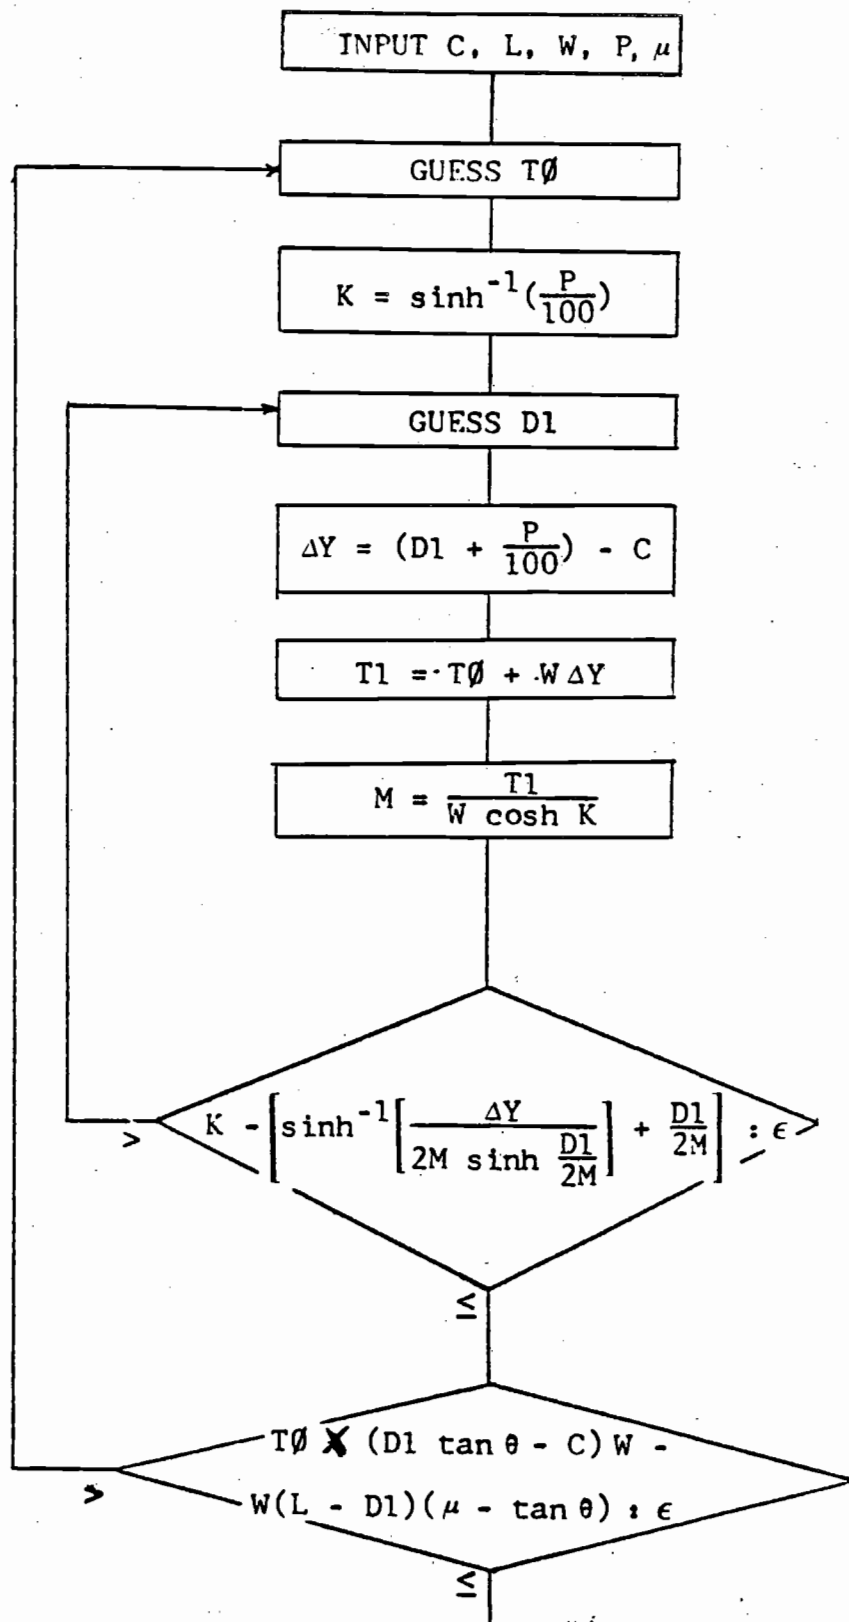 INPUT C, L, W, P, μ
GUESS TØ
K = sinh⁻¹(P/100)
GUESS D1
ΔY = (D1 + P/100) - C
T1 = TØ + W ΔY
M = T1/(W cosh K)
K - [sinh⁻¹[ΔY/(2M sinh D1/2M)] + D1/2M] : ϵ
>
≤
TØ X (D1 tan θ - C) W -
W(L - D1)(μ - tan θ) : ϵ
>
≤